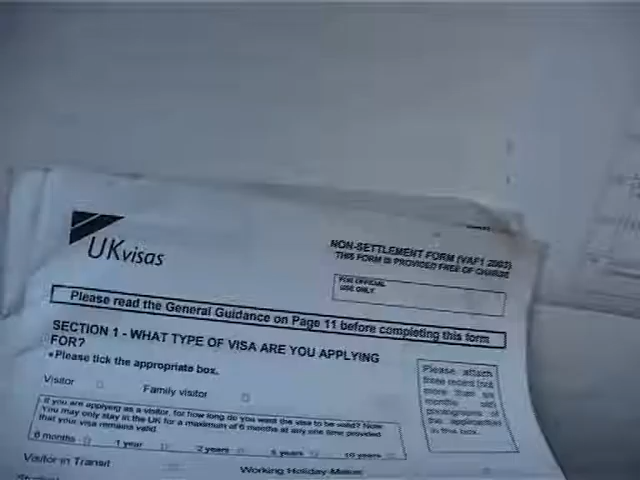 UKvisas
NON-SETTLEMENT FORM (VAF1 2003)
THIS FORM IS PROVIDED FREE OF CHARGE
FOR OFFICIAL
USE ONLY
Please read the General Guidance on Page 11 before completing this form
SECTION 1 - WHAT TYPE OF VISA ARE YOU APPLYING
FOR?
• Please tick the appropriate box.
Visitor
Family visitor
If you are applying as a visitor, for how long do you want the visa to be valid? Note
You may only stay in the UK for a maximum of 6 months at any one time provided
that your visa remains valid.
6 months
1 year
2 years
5 years
10 years
Visitor in Transit
Working Holiday-Maker
Please attach
three recent (not
more than six
months old)
photographs of
the applicant(s)
in this box.